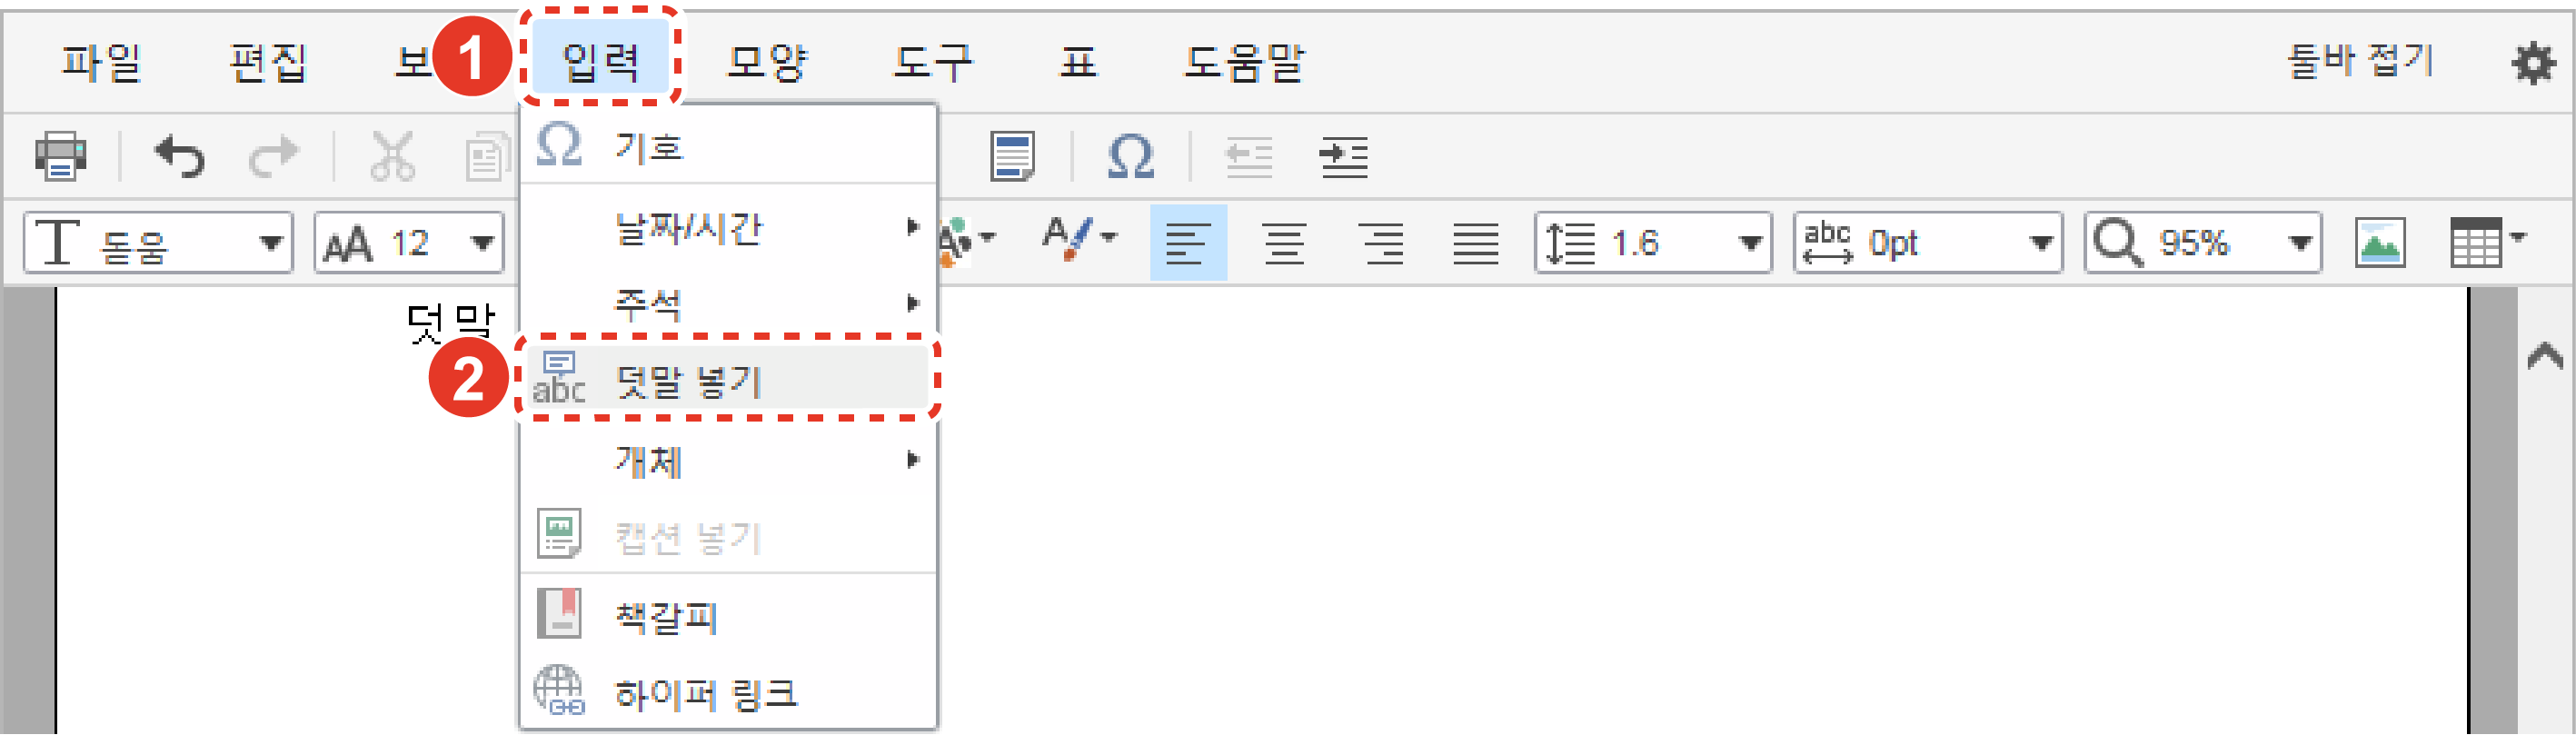 파일 편집 보 1 입력 모양 도구 표 도움말 툴바 접기
기호
날짜/시간
돋움 12 1.6 abc 0pt 95%
주석
덧말
2 abc 덧말 넣기
개체
캡션 넣기
책갈피
하이퍼 링크